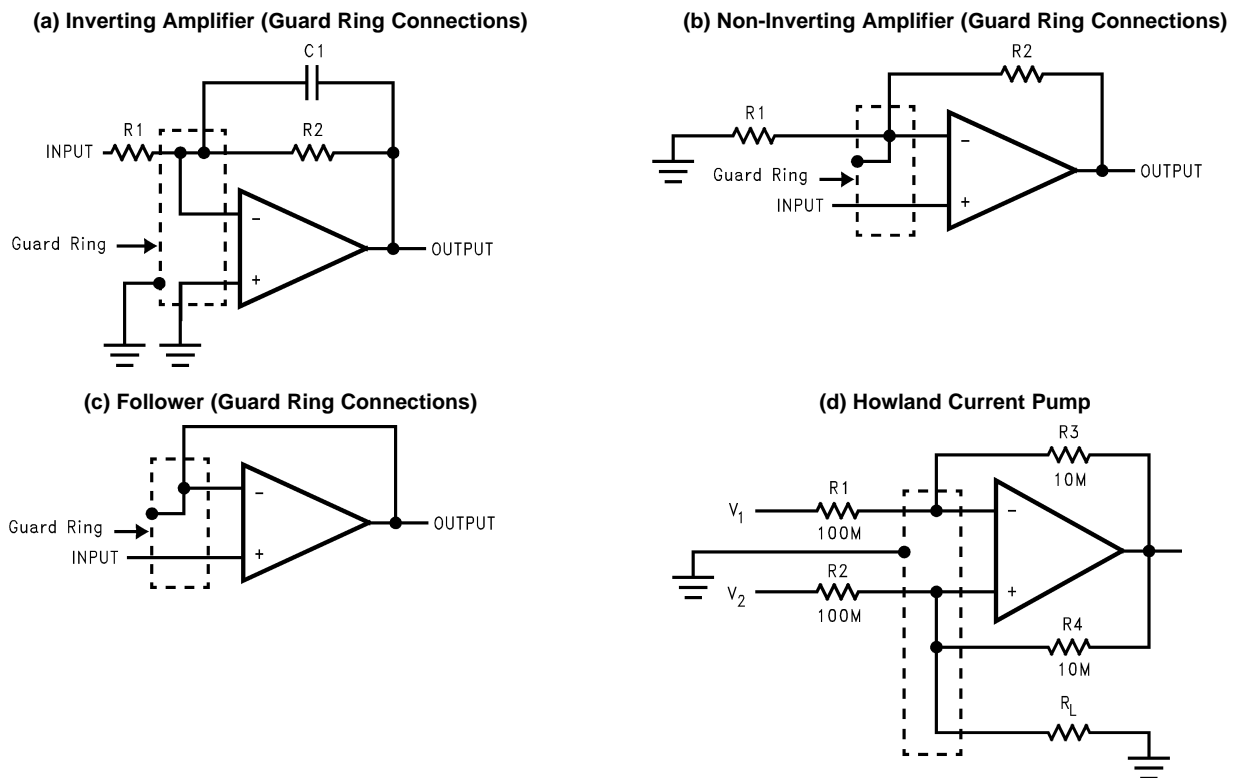 (a) Inverting Amplifier (Guard Ring Connections)
C1
R1
R2
INPUT
−
Guard Ring
OUTPUT
+
(b) Non-Inverting Amplifier (Guard Ring Connections)
R2
R1
−
Guard Ring
OUTPUT
INPUT
+
(c) Follower (Guard Ring Connections)
−
Guard Ring
OUTPUT
INPUT
+
(d) Howland Current Pump
R3
10M
R1
V1
−
100M
R2
V2
+
100M
R4
10M
RL